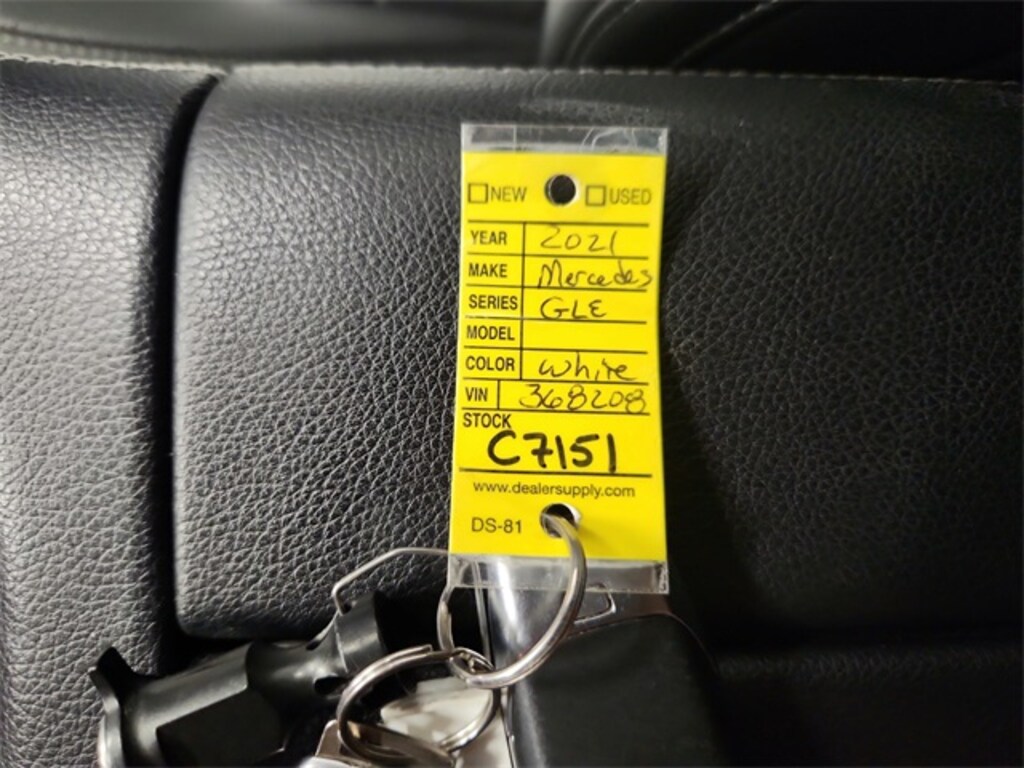 NEW USED
YEAR 2021
MAKE Mercedes
SERIES GLE
MODEL
COLOR white
VIN 368208
STOCK
C7151
www.dealersupply.com
DS-81